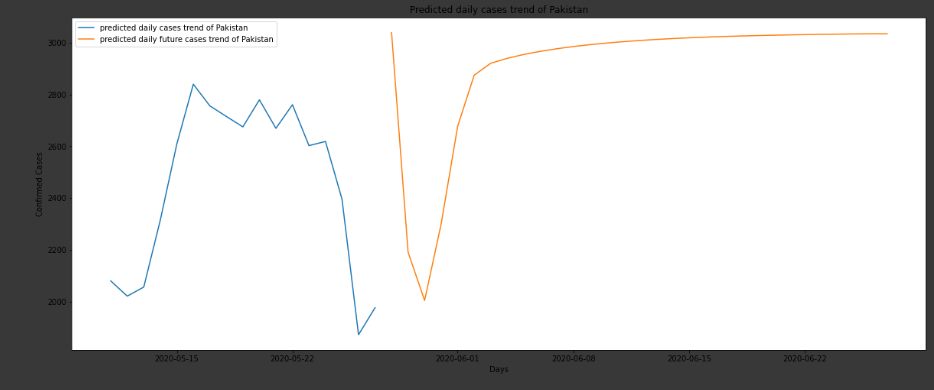 Predicted daily cases trend of Pakistan
predicted daily cases trend of Pakistan
predicted daily future cases trend of Pakistan
3000
2800
2600
2400
2200
2000
Confirmed Cases
2020-05-15 2020-05-22 2020-06-01 2020-06-08 2020-06-15 2020-06-22
Days